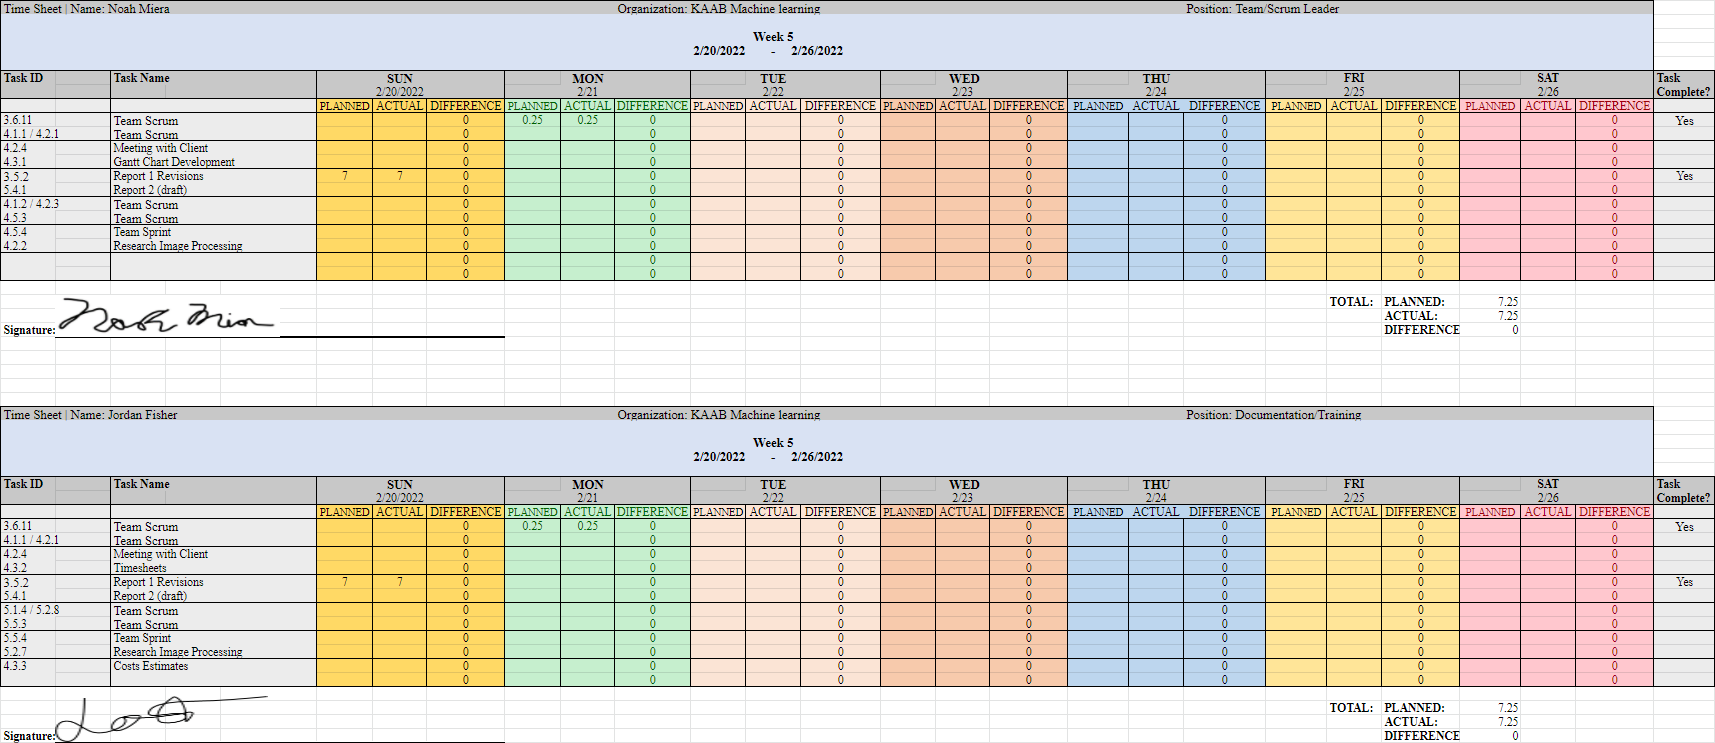 Time Sheet | Name: Noah Miera Organization: KAAB Machine learning Position: Team/Scrum Leader
Week 5
2/20/2022 - 2/26/2022
Task ID Task Name SUN MON TUE WED THU FRI SAT Task
2/20/2022 2/21 2/22 2/23 2/24 2/25 2/26 Complete?
PLANNED ACTUAL DIFFERENCE PLANNED ACTUAL DIFFERENCE PLANNED ACTUAL DIFFERENCE PLANNED ACTUAL DIFFERENCE PLANNED ACTUAL DIFFERENCE PLANNED ACTUAL DIFFERENCE PLANNED ACTUAL DIFFERENCE
3.6.11 Team Scrum 0 0.25 0.25 0 0 0 0 0 0 Yes
4.1.1 / 4.2.1 Team Scrum 0 0 0 0 0 0 0
4.2.4 Meeting with Client 0 0 0 0 0 0 0
4.3.1 Gantt Chart Development 0 0 0 0 0 0 0
3.5.2 Report 1 Revisions 7 7 0 0 0 0 0 0 0 Yes
5.4.1 Report 2 (draft) 0 0 0 0 0 0 0
4.1.2 / 4.2.3 Team Scrum 0 0 0 0 0 0 0
4.5.3 Team Scrum 0 0 0 0 0 0 0
4.5.4 Team Sprint 0 0 0 0 0 0 0
4.2.2 Research Image Processing 0 0 0 0 0 0 0
0 0 0 0 0 0 0
0 0 0 0 0 0 0
TOTAL: PLANNED: 7.25
ACTUAL: 7.25
Signature: Noah Miera DIFFERENCE 0
Time Sheet | Name: Jordan Fisher Organization: KAAB Machine learning Position: Documentation/Training
Week 5
2/20/2022 - 2/26/2022
Task ID Task Name SUN MON TUE WED THU FRI SAT Task
2/20/2022 2/21 2/22 2/23 2/24 2/25 2/26 Complete?
PLANNED ACTUAL DIFFERENCE PLANNED ACTUAL DIFFERENCE PLANNED ACTUAL DIFFERENCE PLANNED ACTUAL DIFFERENCE PLANNED ACTUAL DIFFERENCE PLANNED ACTUAL DIFFERENCE PLANNED ACTUAL DIFFERENCE
3.6.11 Team Scrum 0 0.25 0.25 0 0 0 0 0 0 Yes
4.1.1 / 4.2.1 Team Scrum 0 0 0 0 0 0 0
4.2.4 Meeting with Client 0 0 0 0 0 0 0
4.3.2 Timesheets 0 0 0 0 0 0 0
3.5.2 Report 1 Revisions 7 7 0 0 0 0 0 0 0 Yes
5.4.1 Report 2 (draft) 0 0 0 0 0 0 0
5.1.4 / 5.2.8 Team Scrum 0 0 0 0 0 0 0
5.5.3 Team Scrum 0 0 0 0 0 0 0
5.5.4 Team Sprint 0 0 0 0 0 0 0
5.2.7 Research Image Processing 0 0 0 0 0 0 0
4.3.3 Costs Estimates 0 0 0 0 0 0 0
0 0 0 0 0 0 0
TOTAL: PLANNED: 7.25
ACTUAL: 7.25
Signature: DIFFERENCE 0